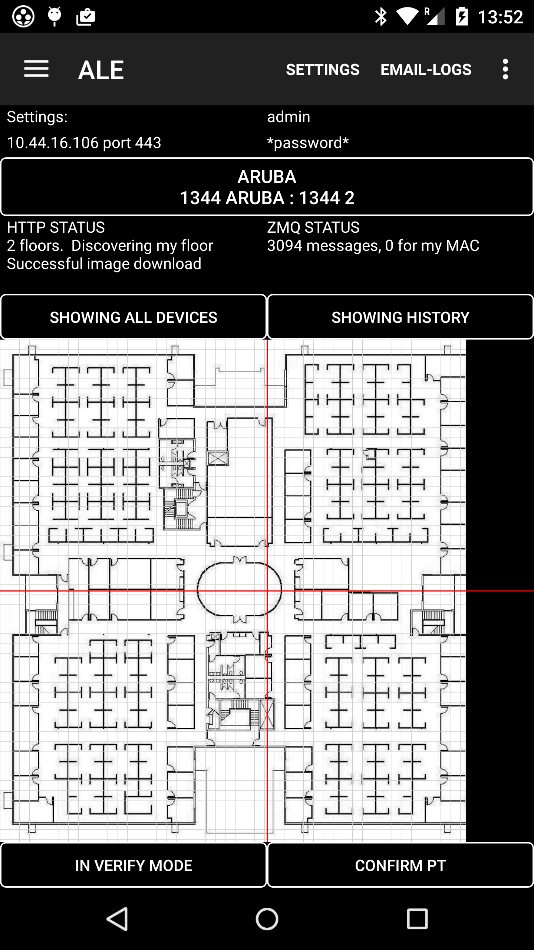 R
13:52
ALE
SETTINGS
EMAIL-LOGS
Settings:
admin
10.44.16.106 port 443
*password*
ARUBA
1344 ARUBA : 1344 2
HTTP STATUS
ZMQ STATUS
2 floors.  Discovering my floor
3094 messages, 0 for my MAC
Successful image download
SHOWING ALL DEVICES
SHOWING HISTORY
IN VERIFY MODE
CONFIRM PT